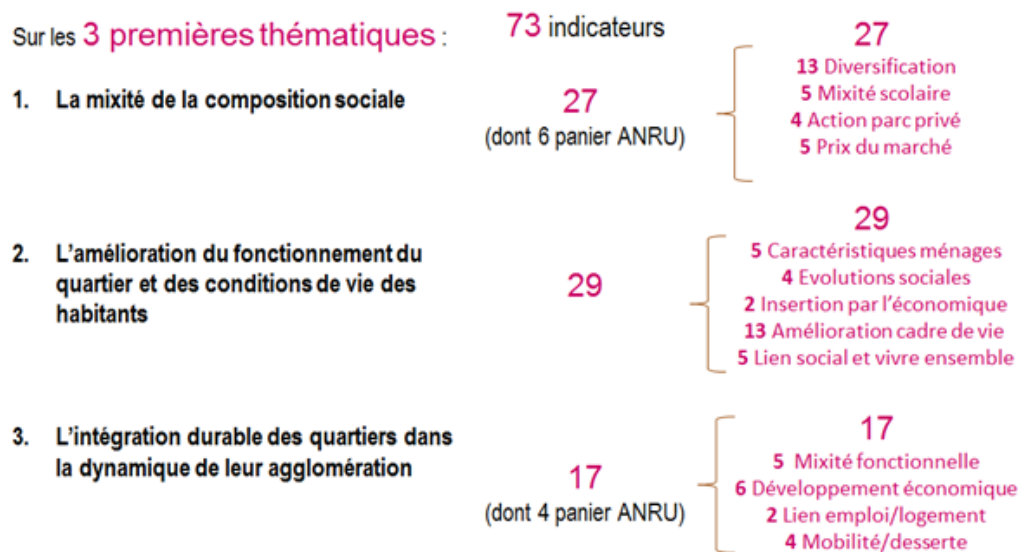 Sur les 3 premières thématiques :
73 indicateurs
1. La mixité de la composition sociale
27
(dont 6 panier ANRU)
27
13 Diversification
5 Mixité scolaire
4 Action parc privé
5 Prix du marché
2. L'amélioration du fonctionnement du
quartier et des conditions de vie des
habitants
29
29
5 Caractéristiques ménages
4 Evolutions sociales
2 Insertion par l'économique
13 Amélioration cadre de vie
5 Lien social et vivre ensemble
3. L'intégration durable des quartiers dans
la dynamique de leur agglomération
17
(dont 4 panier ANRU)
17
5 Mixité fonctionnelle
6 Développement économique
2 Lien emploi/logement
4 Mobilité/desserte